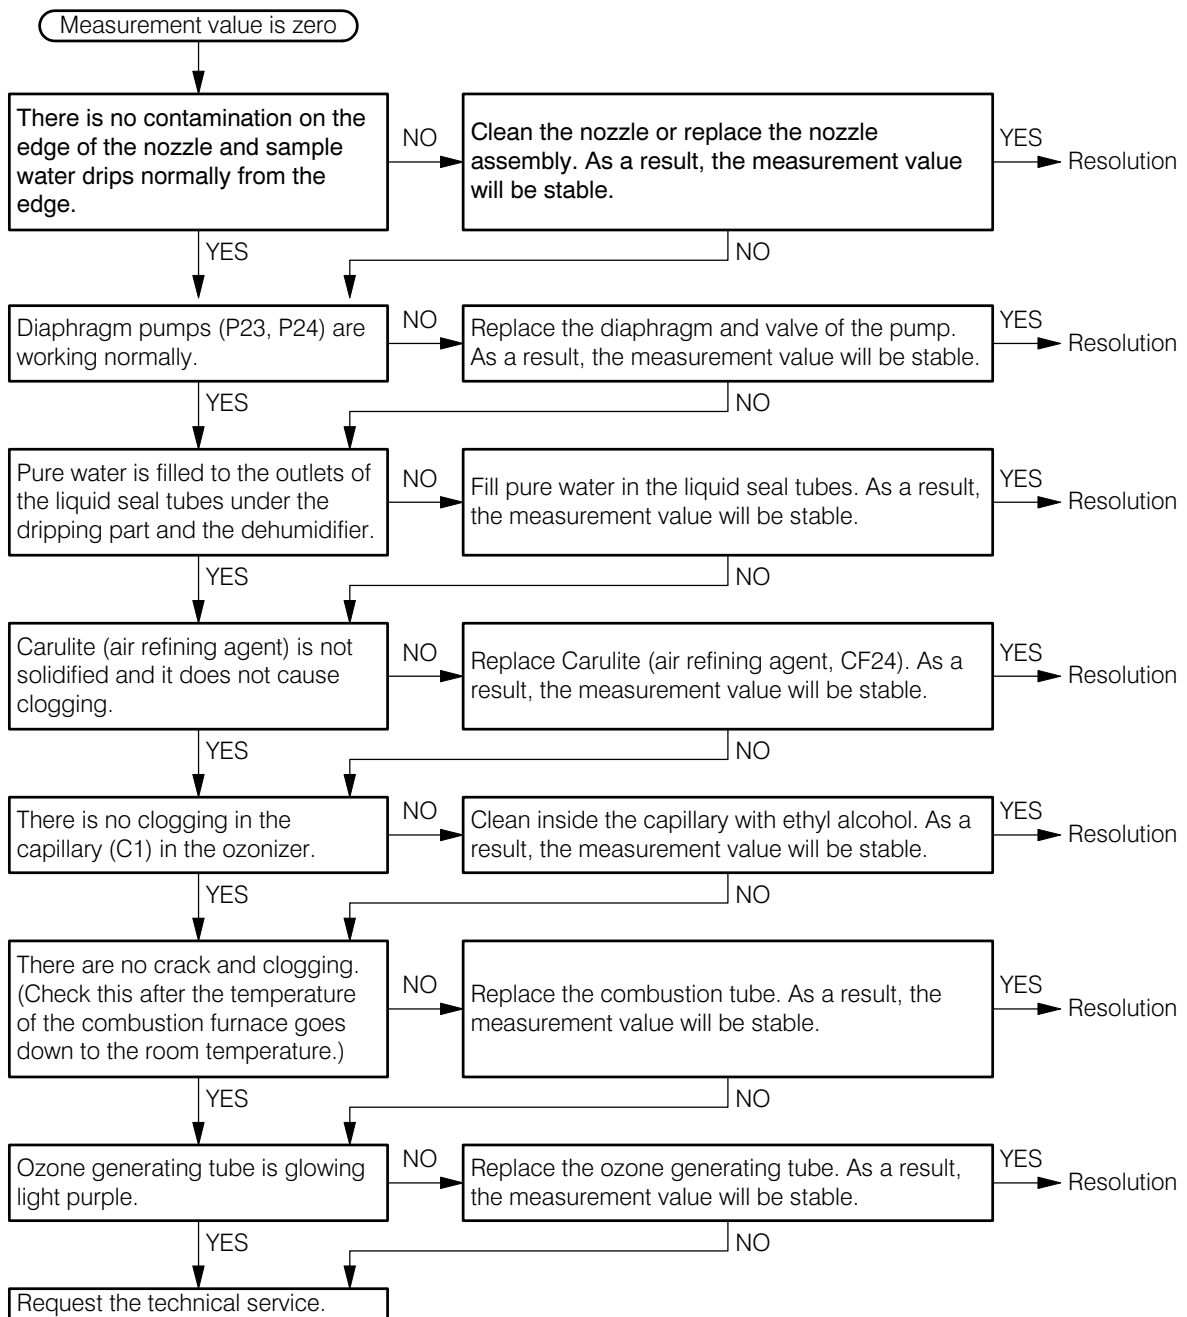 Measurement value is zero
There is no contamination on the
edge of the nozzle and sample
water drips normally from the
edge.
NO
Clean the nozzle or replace the nozzle
assembly. As a result, the measurement value
will be stable.
YES
Resolution
YES
NO
Diaphragm pumps (P23, P24) are
working normally.
NO
Replace the diaphragm and valve of the pump.
As a result, the measurement value will be stable.
YES
Resolution
YES
NO
Pure water is filled to the outlets of
the liquid seal tubes under the
dripping part and the dehumidifier.
NO
Fill pure water in the liquid seal tubes. As a result,
the measurement value will be stable.
YES
Resolution
YES
NO
Carulite (air refining agent) is not
solidified and it does not cause
clogging.
NO
Replace Carulite (air refining agent, CF24). As a
result, the measurement value will be stable.
YES
Resolution
YES
NO
There is no clogging in the
capillary (C1) in the ozonizer.
NO
Clean inside the capillary with ethyl alcohol. As a
result, the measurement value will be stable.
YES
Resolution
YES
NO
There are no crack and clogging.
(Check this after the temperature
of the combustion furnace goes
down to the room temperature.)
NO
Replace the combustion tube. As a result, the
measurement value will be stable.
YES
Resolution
YES
NO
Ozone generating tube is glowing
light purple.
NO
Replace the ozone generating tube. As a result,
the measurement value will be stable.
YES
Resolution
YES
NO
Request the technical service.